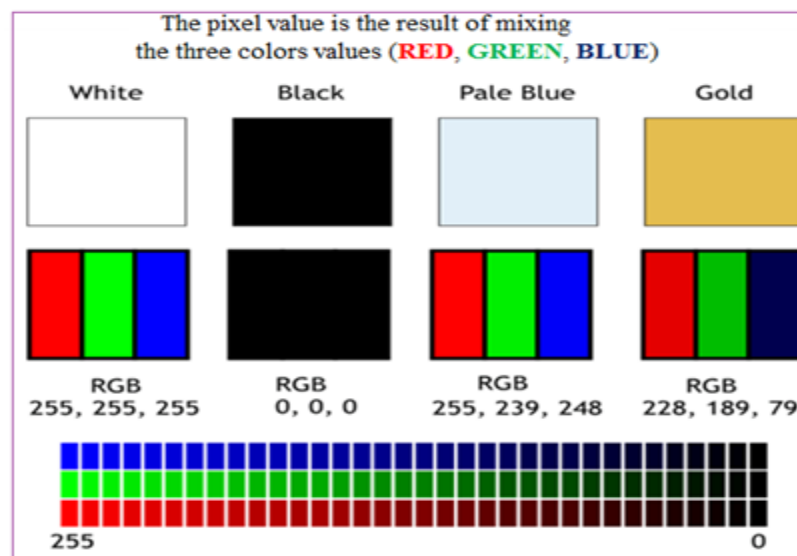 The pixel value is the result of mixing
the three colors values (RED, GREEN, BLUE)
White Black Pale Blue Gold
RGB RGB RGB RGB
255, 255, 255 0, 0, 0 255, 239, 248 228, 189, 79
255 0